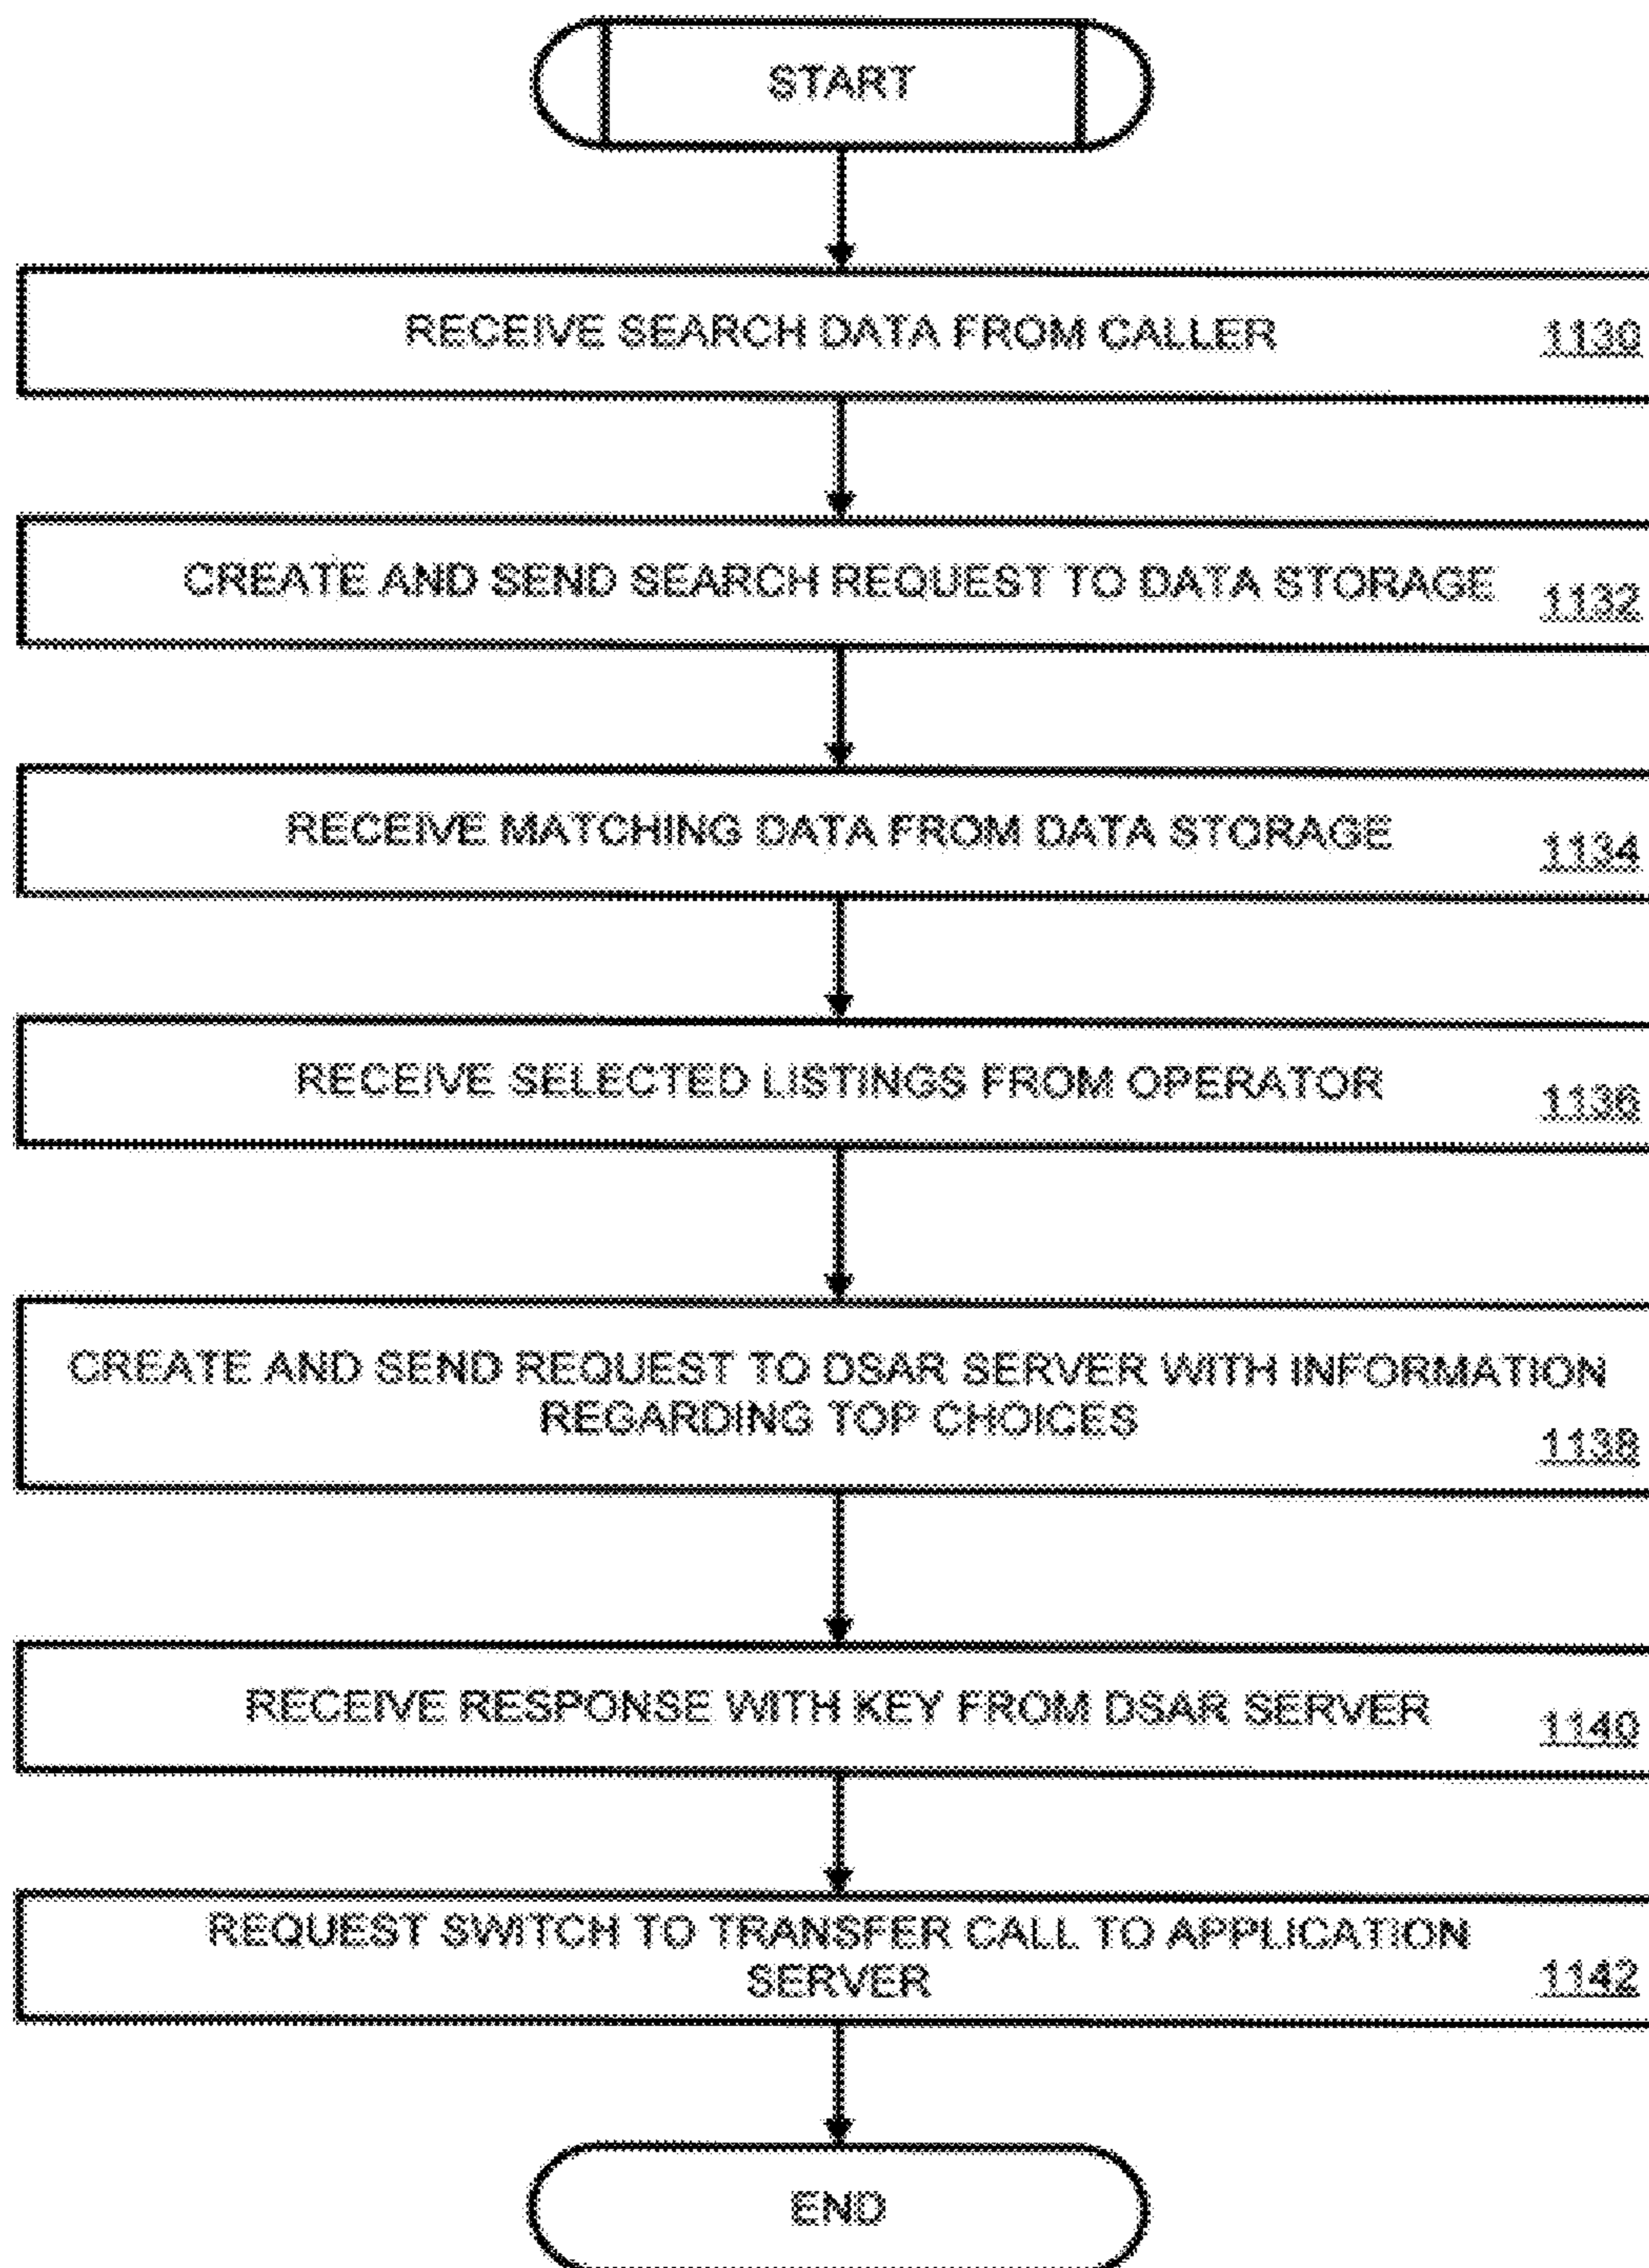 START
RECEIVE SEARCH DATA FROM CALLER 1130
CREATE AND SEND SEARCH REQUEST TO DATA STORAGE 1132
RECEIVE MATCHING DATA FROM DATA STORAGE 1134
RECEIVE SELECTED LISTINGS FROM OPERATOR 1136
CREATE AND SEND REQUEST TO DSAR SERVER WITH INFORMATION
REGARDING TOP CHOICES
1138
RECEIVE RESPONSE WITH KEY FROM DSAR SERVER 1140
REQUEST SWITCH TO TRANSFER CALL TO APPLICATION
SERVER 1142
END